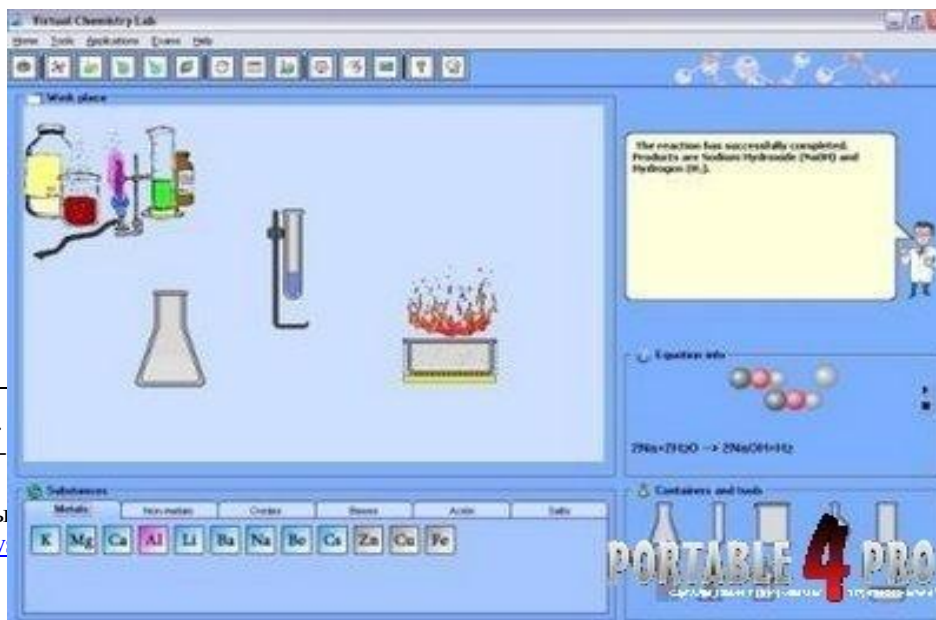 Virtual Chemistry Lab
Home Tools Applications Exams Help
Work place
The reaction has successfully completed.
Products are Sodium Hydroxide (NaOH) and
Hydrogen (H₂).
Equation info
2Na+2H2O --> 2NaOH+H2
Substances
Metals Non-metals Oxides Bases Acids Salts
K Mg Ca Al Li Ba Na Be Cs Zn Cu Fe
Containers and tools
PORTABLE 4 PRO
ы